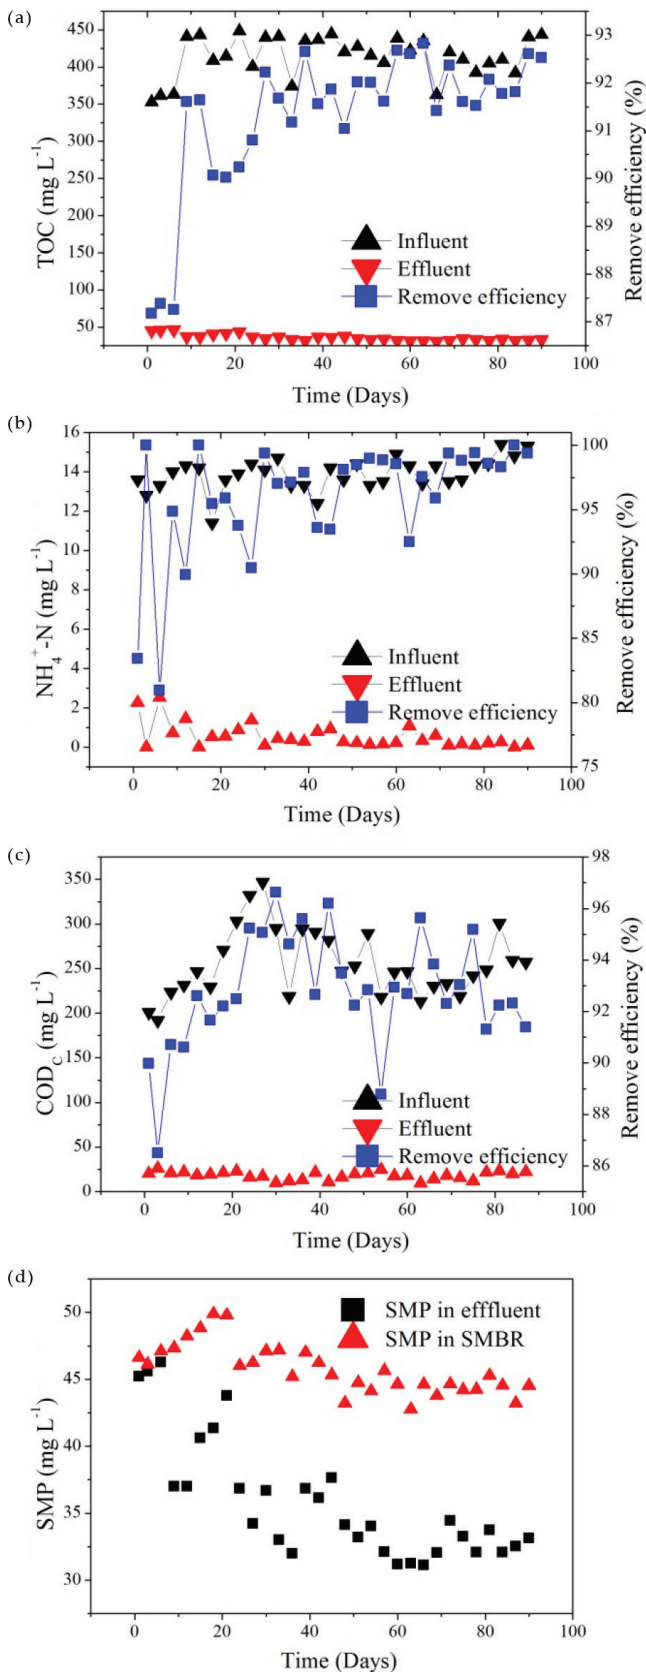 (a)
450
400
350
300
250
200
150
100
50
93
92
91
90
89
88
87
TOC (mg L⁻¹)
Remove efficiency (%)
Influent
Effluent
Remove efficiency
0 20 40 60 80 100
Time (Days)
(b)
16
14
12
10
8
6
4
2
0
100
95
90
85
80
75
NH₄⁺-N (mg L⁻¹)
Remove efficiency (%)
Influent
Effluent
Remove efficiency
0 20 40 60 80 100
Time (Days)
(c)
350
300
250
200
150
100
50
25
0
98
96
94
92
90
88
86
COD_C (mg L⁻¹)
Remove efficiency (%)
Influent
Effluent
Remove efficiency
0 20 40 60 80 100
Time (Days)
(d)
50
45
40
35
30
SMP (mg L⁻¹)
SMP in efffluent
SMP in SMBR
0 20 40 60 80 100
Time (Days)